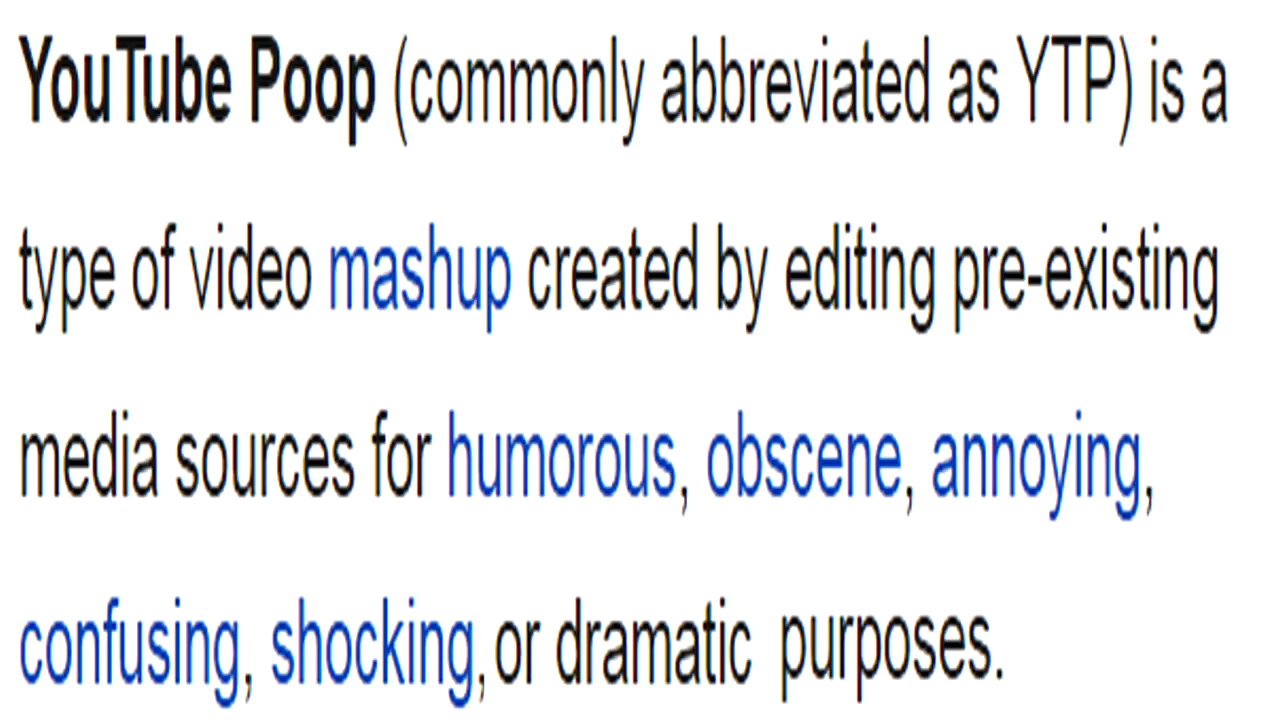 YouTube Poop (commonly abbreviated as YTP) is a
type of video mashup created by editing pre-existing
media sources for humorous, obscene, annoying,
confusing, shocking, or dramatic purposes.